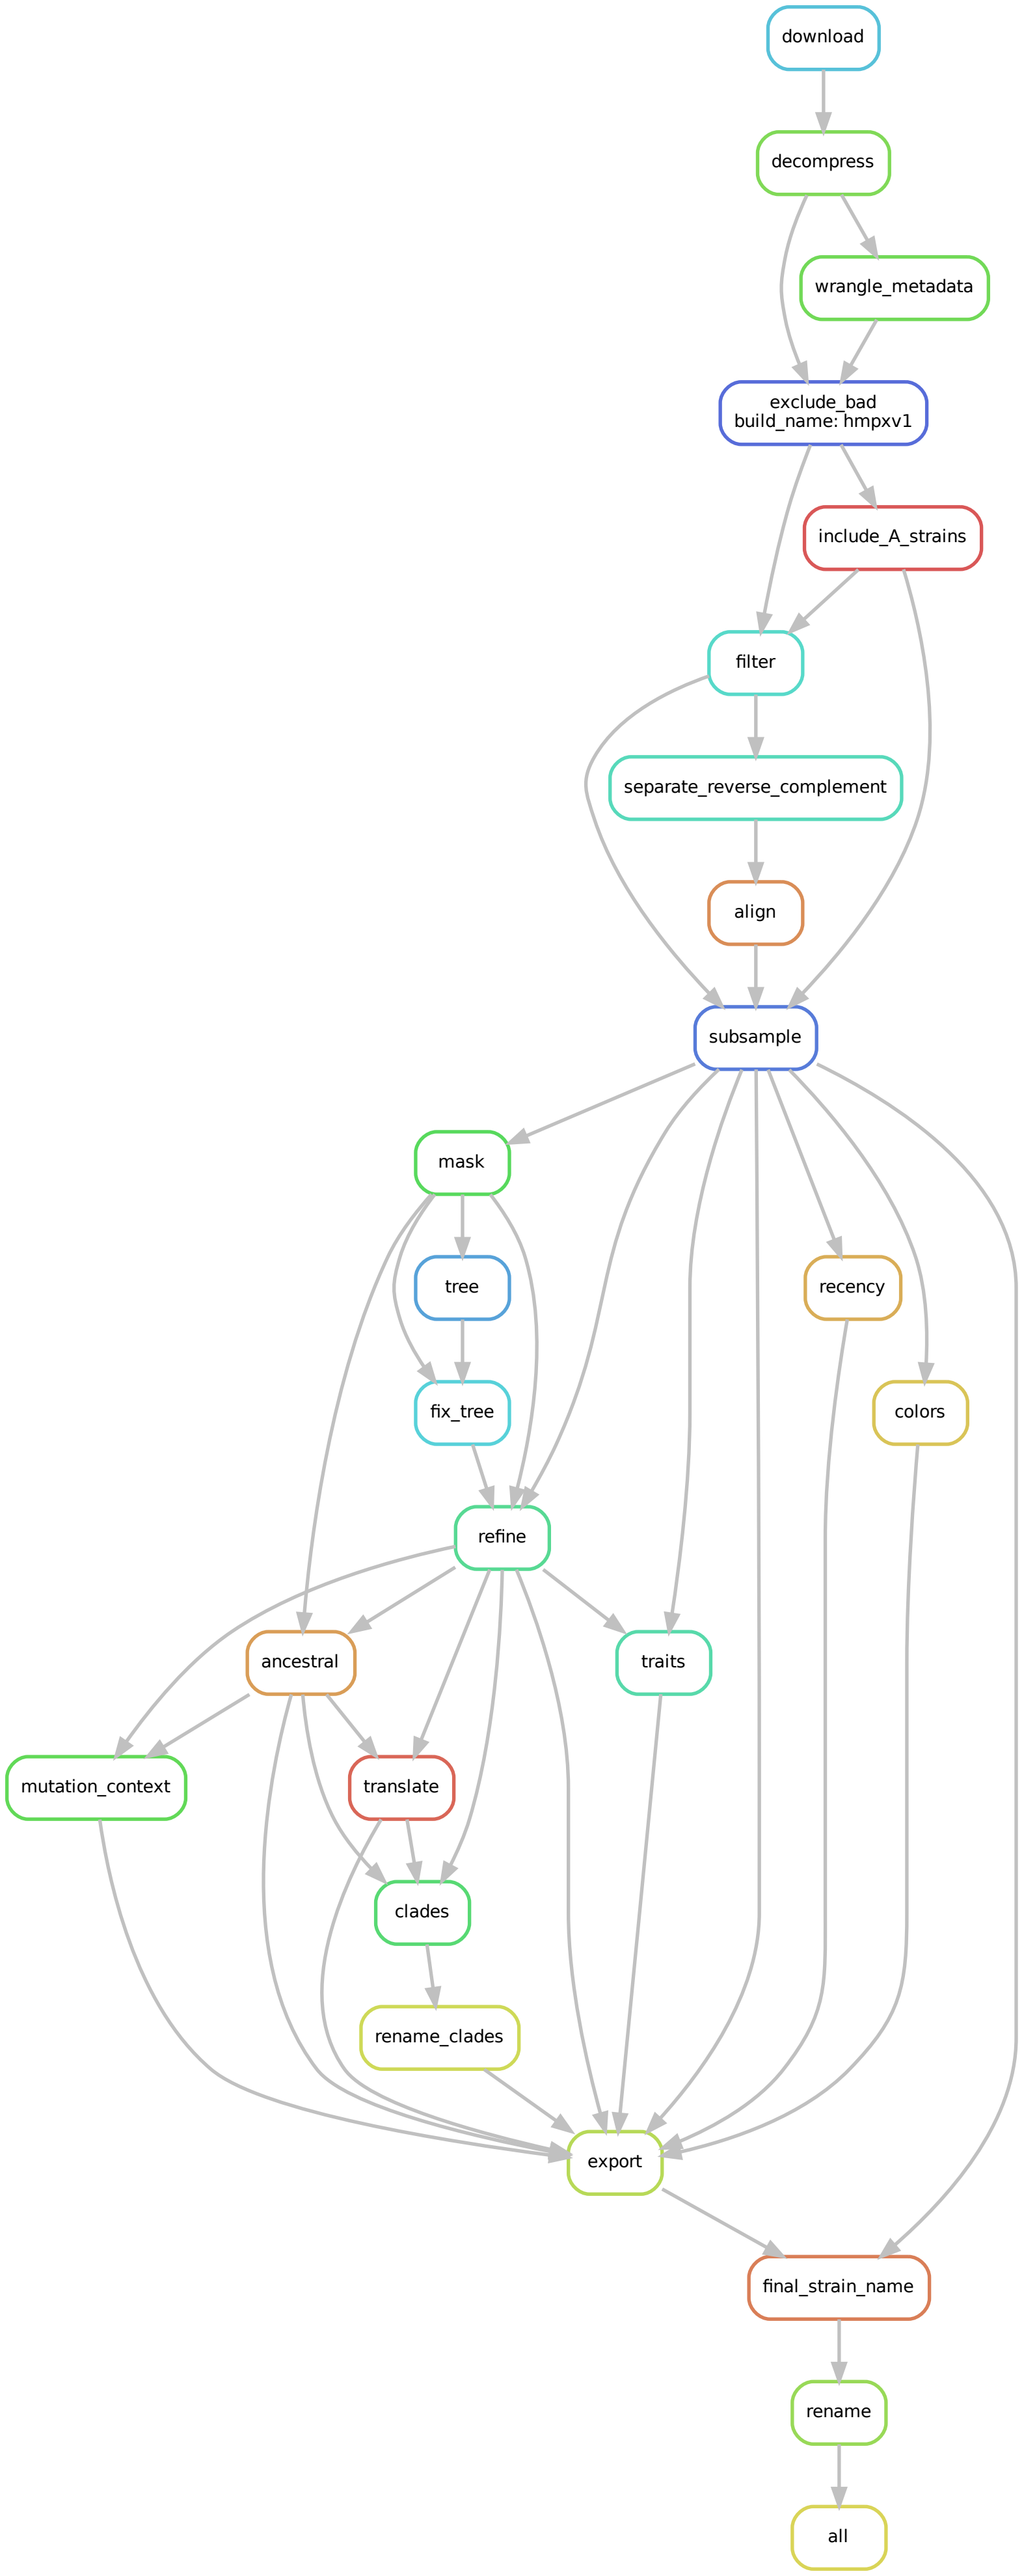 download
decompress
wrangle_metadata
exclude_bad
build_name: hmpxv1
include_A_strains
filter
separate_reverse_complement
align
subsample
mask
tree
recency
fix_tree
colors
refine
ancestral
traits
mutation_context
translate
clades
rename_clades
export
final_strain_name
rename
all